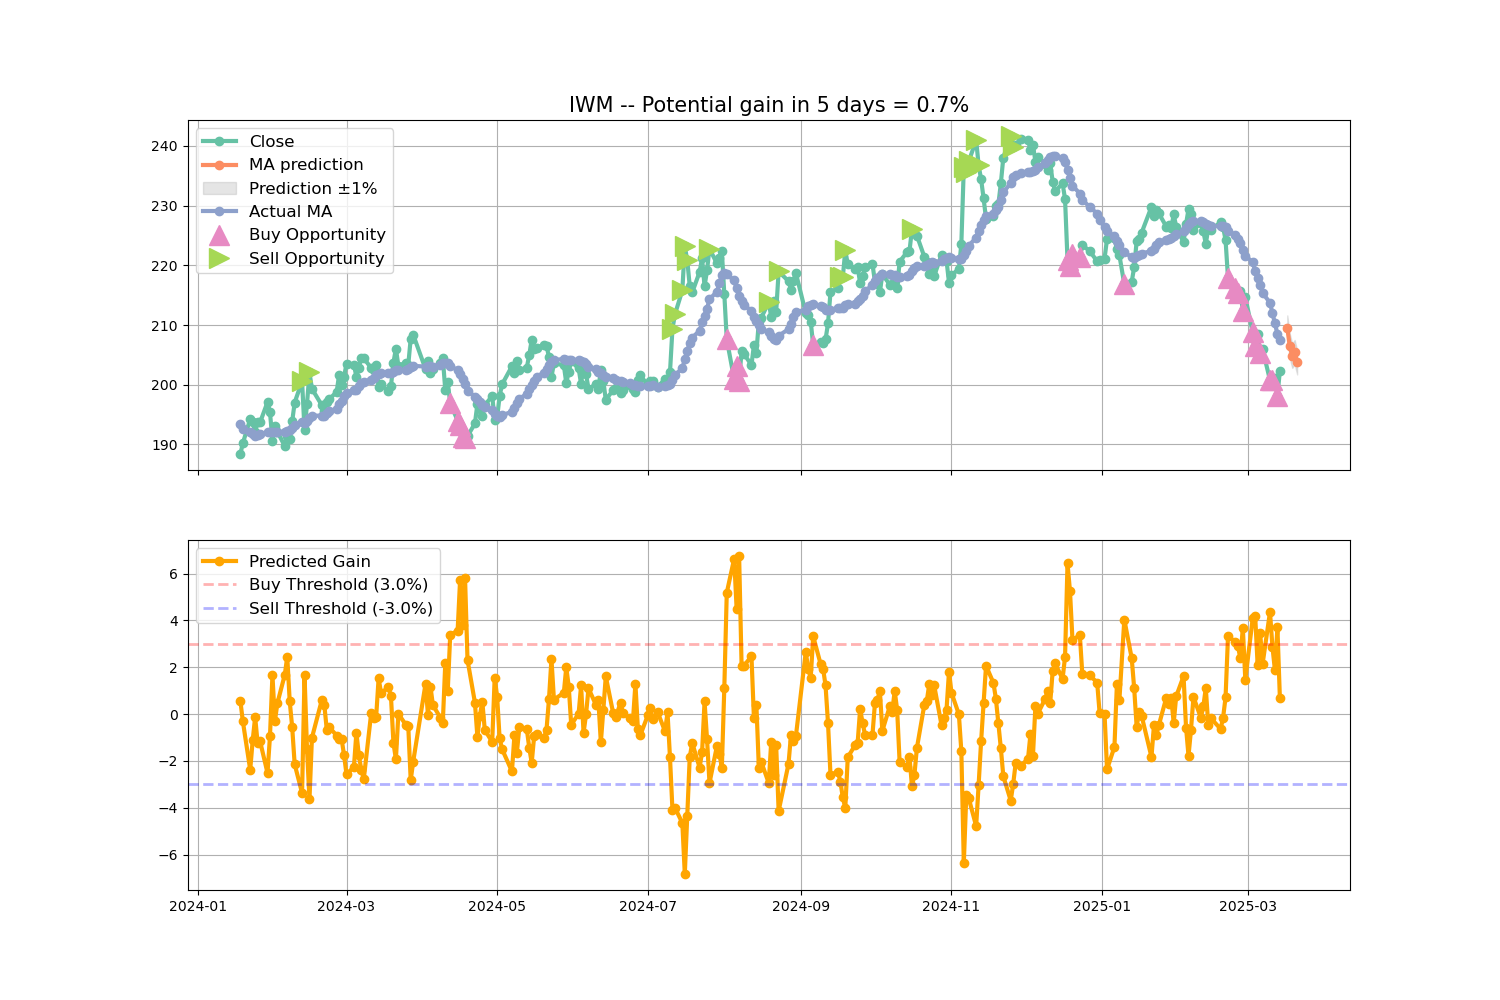 IWM -- Potential gain in 5 days = 0.7%
Close
MA prediction
Prediction ±1%
Actual MA
Buy Opportunity
Sell Opportunity
240
230
220
210
200
190
Predicted Gain
Buy Threshold (3.0%)
Sell Threshold (-3.0%)
6
4
2
0
−2
−4
−6
2024-01
2024-03
2024-05
2024-07
2024-09
2024-11
2025-01
2025-03